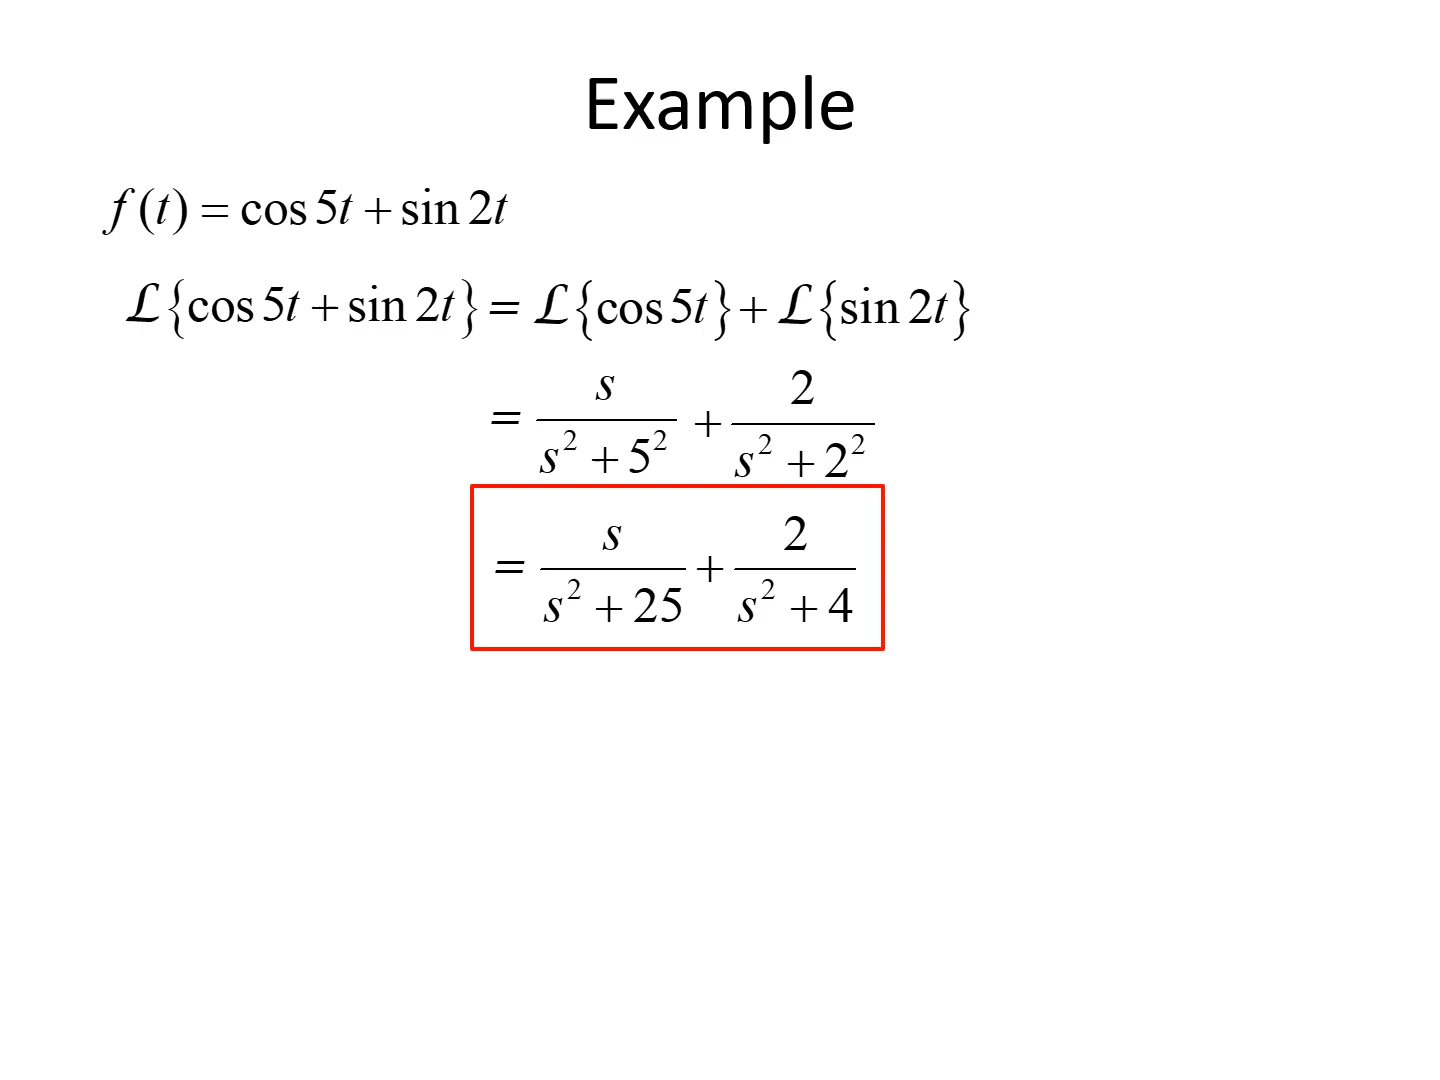 Example
f(t) = cos 5t + sin 2t
ℒ{cos 5t + sin 2t} = ℒ{cos 5t} + ℒ{sin 2t}
= s/(s² + 5²) + 2/(s² + 2²)
= s/(s² + 25) + 2/(s² + 4)